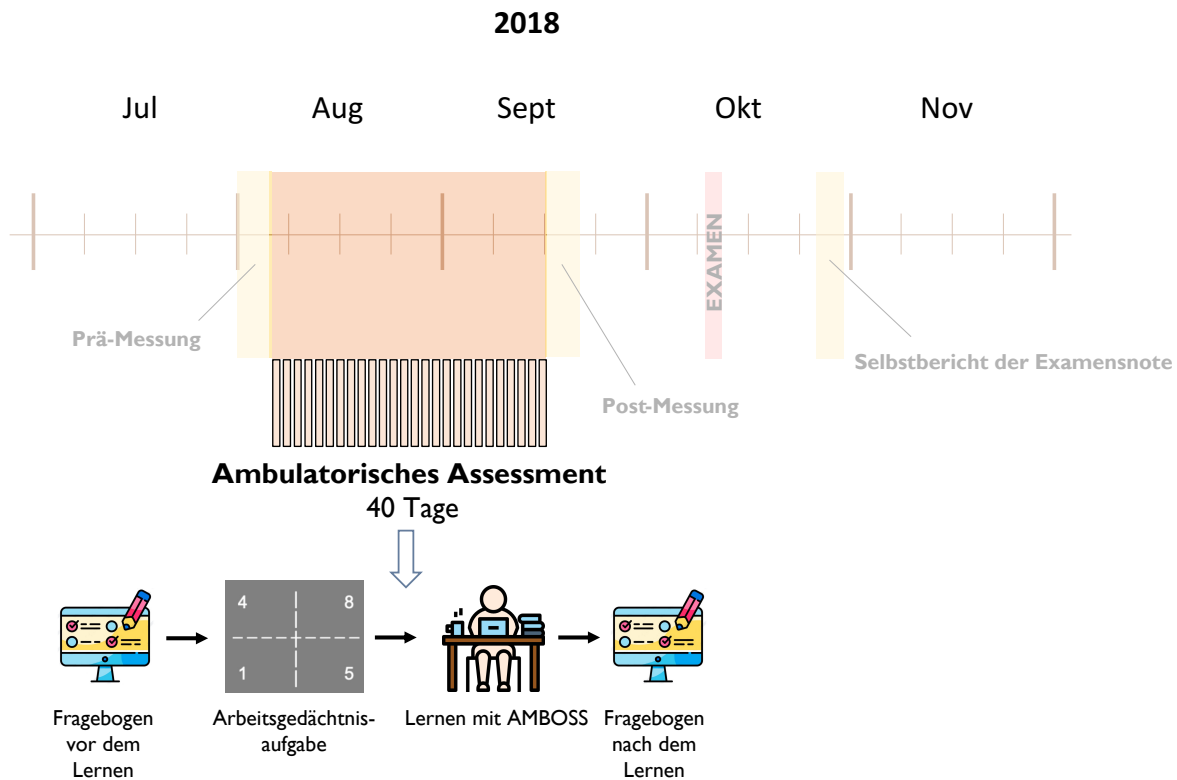 2018
Jul
Aug
Sept
Okt
Nov
EXAMEN
Prä-Messung
Selbstbericht der Examensnote
Post-Messung
Ambulatorisches Assessment
40 Tage
4 8
1 5
Fragebogen
vor dem
Lernen
Arbeitsgedächtnis-
aufgabe
Lernen mit AMBOSS
Fragebogen
nach dem
Lernen